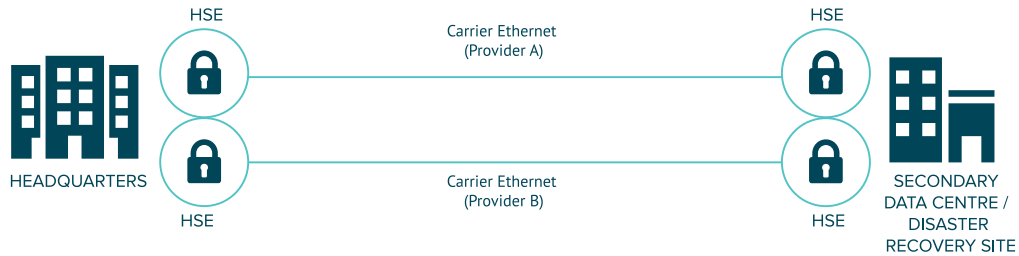 HSE
HSE
Carrier Ethernet
(Provider A)
HEADQUARTERS
Carrier Ethernet
(Provider B)
SECONDARY
DATA CENTRE /
DISASTER
RECOVERY SITE
HSE
HSE